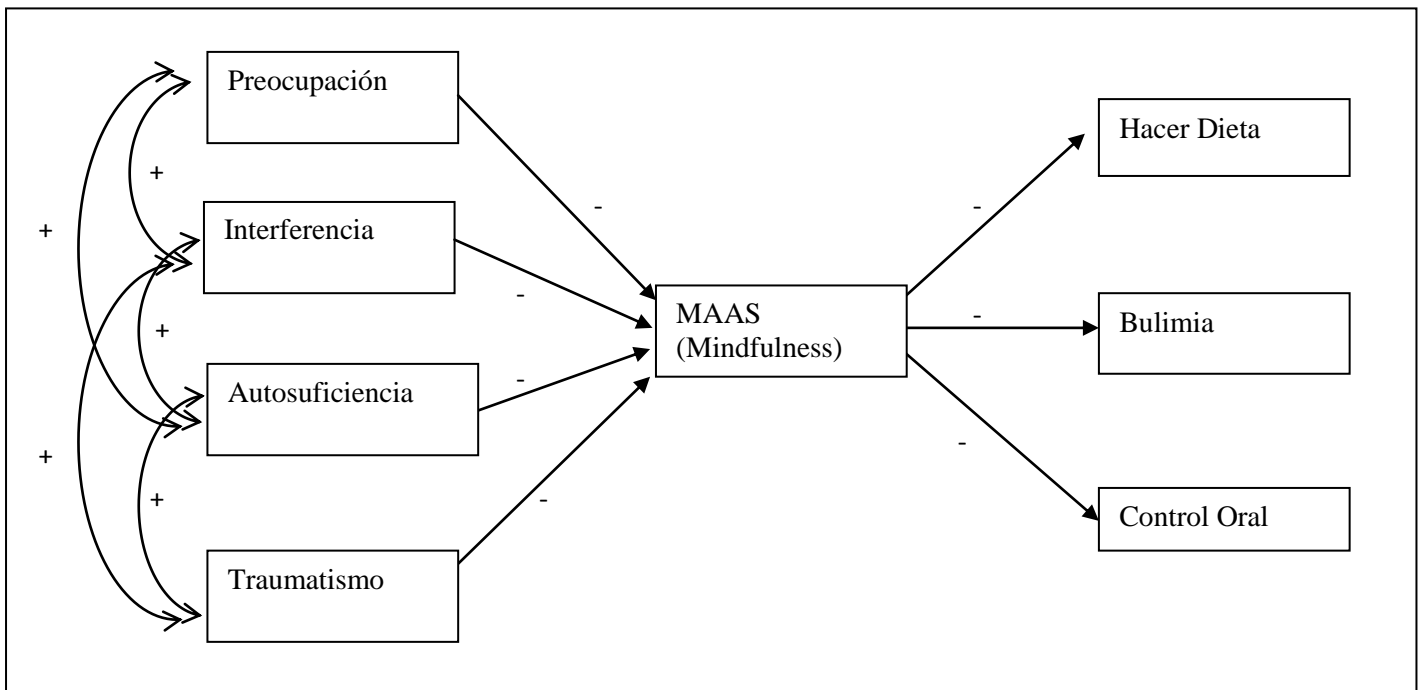 Preocupación
Hacer Dieta
+
-
-
+
Interferencia
-
MAAS
(Mindfulness)
-
Bulimia
+
Autosuficiencia
-
-
+
+
-
Control Oral
Traumatismo